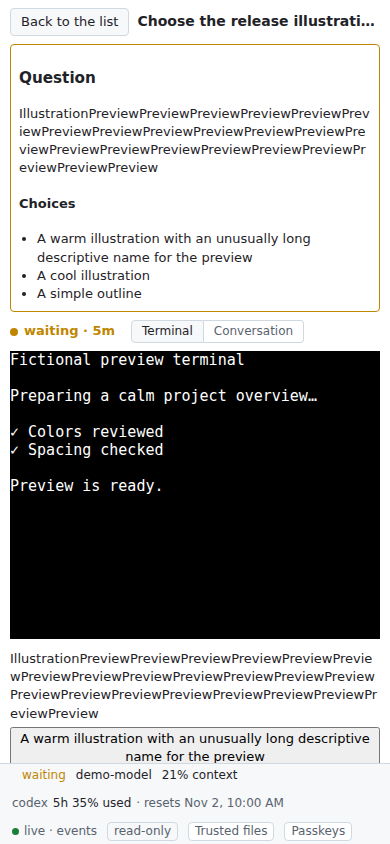 Back to the list Choose the release illustrati…
Question
IllustrationPreviewPreviewPreviewPreviewPreviewPrev
iewPreviewPreviewPreviewPreviewPreviewPreviewPre
viewPreviewPreviewPreviewPreviewPreviewPreviewPr
eviewPreviewPreview
Choices
• A warm illustration with an unusually long
descriptive name for the preview
• A cool illustration
• A simple outline
waiting · 5m Terminal Conversation
Fictional preview terminal
Preparing a calm project overview…
✓ Colors reviewed
✓ Spacing checked
Preview is ready.
IllustrationPreviewPreviewPreviewPreviewPreviewPrevie
wPreviewPreviewPreviewPreviewPreviewPreviewPreview
PreviewPreviewPreviewPreviewPreviewPreviewPreviewPr
eviewPreview
A warm illustration with an unusually long descriptive
name for the preview
waiting demo-model 21% context
codex 5h 35% used · resets Nov 2, 10:00 AM
live · events read-only Trusted files Passkeys